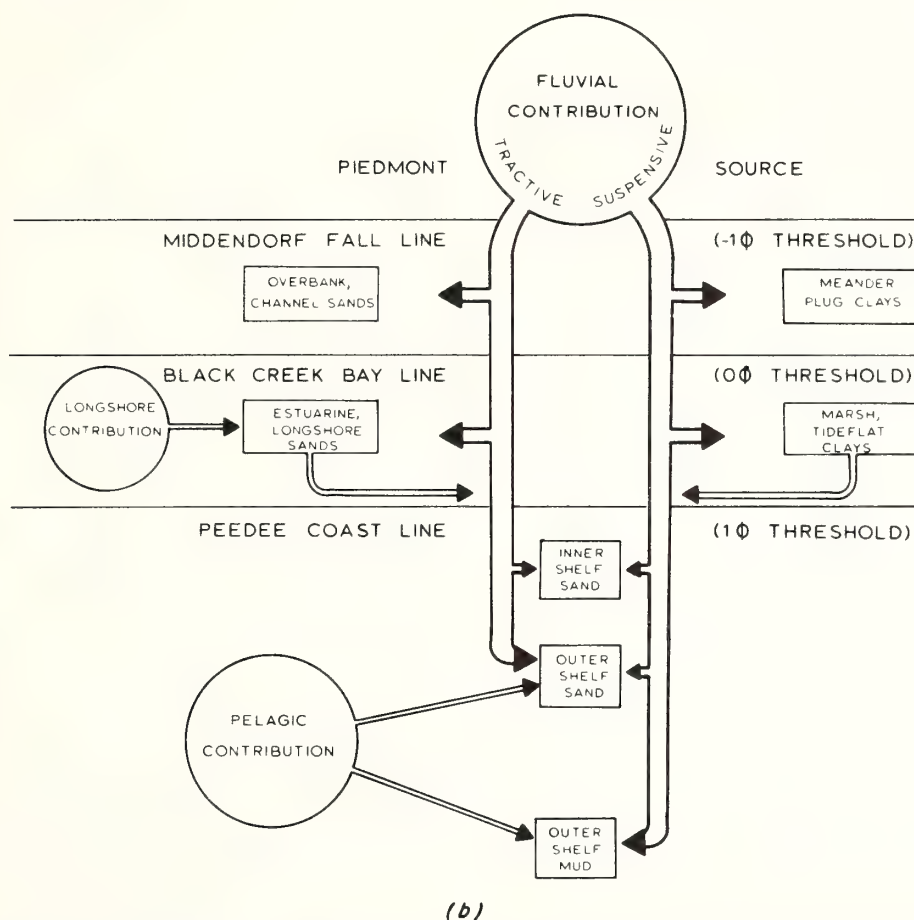 FLUVIAL
CONTRIBUTION
TRACTIVE SUSPENSIVE
PIEDMONT
SOURCE
MIDDENDORF FALL LINE
(-1Φ THRESHOLD)
OVERBANK,
CHANNEL SANDS
MEANDER
PLUG CLAYS
BLACK CREEK BAY LINE
(0Φ THRESHOLD)
LONGSHORE
CONTRIBUTION
ESTUARINE,
LONGSHORE
SANDS
MARSH,
TIDEFLAT
CLAYS
PEEDEE COAST LINE
(1Φ THRESHOLD)
INNER
SHELF
SAND
OUTER
SHELF
SAND
PELAGIC
CONTRIBUTION
OUTER
SHELF
MUD
(b)